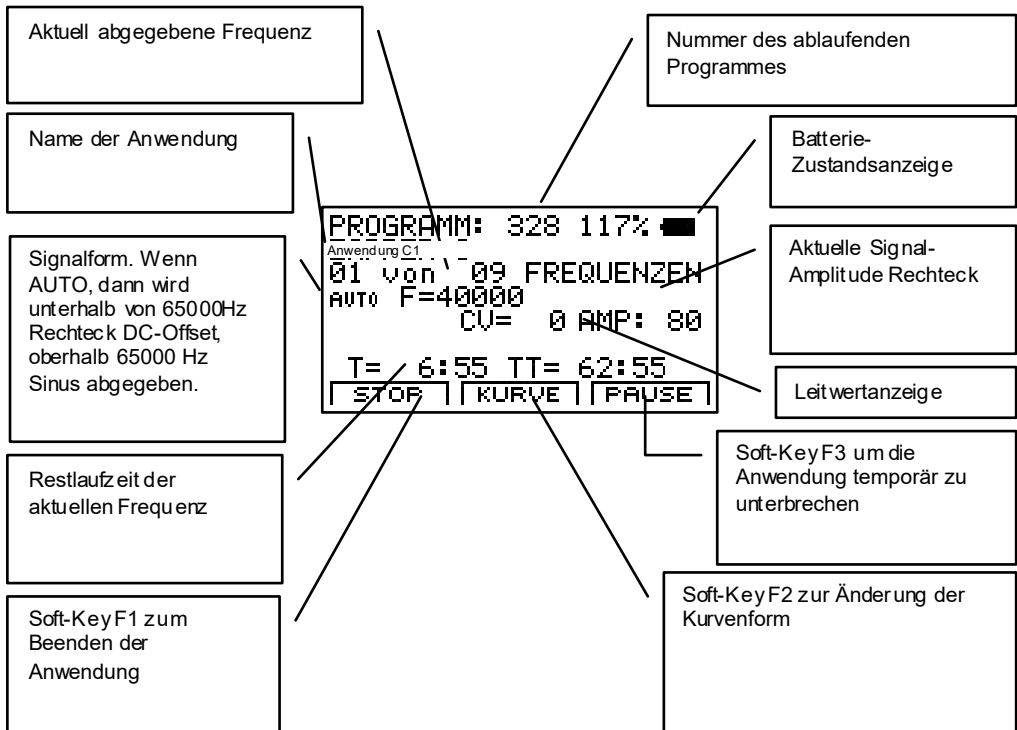 Aktuell abgegebene Frequenz
Nummer des ablaufenden
Programmes
Name der Anwendung
Batterie-
Zustandsanzeige
Signalform. Wenn
AUTO, dann wird
unterhalb von 65000Hz
Rechteck DC-Offset,
oberhalb 65000 Hz
Sinus abgegeben.
PROGRAMM: 328 117%
Anwendung C1
01 von 09 FREQUENZEN
AUTO F=40000
CV= 0 AMP: 80
T= 6:55 TT= 62:55
STOP KURVE PAUSE
Aktuelle Signal-
Amplitude Rechteck
Leitwertanzeige
Restlaufzeit der
aktuellen Frequenz
Soft-Key F3 um die
Anwendung temporär zu
unterbrechen
Soft-Key F1 zum
Beenden der
Anwendung
Soft-Key F2 zur Änderung der
Kurvenform